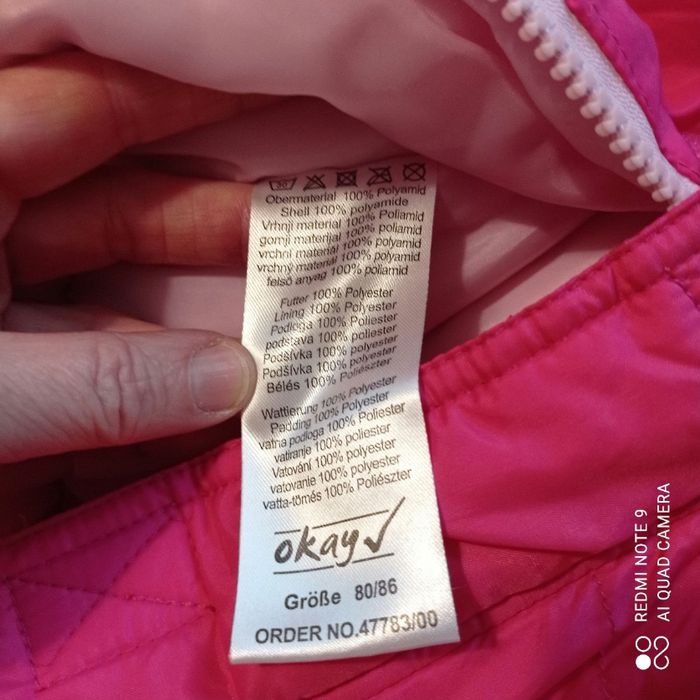 30
Obermaterial 100% Polyamid
Shell 100% polyamide
Vrhnji material 100% Poliamid
gornji materijal 100% poliamid
vrchní materiál 100% polyamid
vrchný materiál 100% polyamid
felső anyag 100% poliamid
Futter 100% Polyester
Lining 100% Polyester
Podloga 100% poliester
podstava 100% poliester
Podšívka 100% polyester
Podšívka 100% polyester
Bélés 100% Poliészter
Wattierung 100% Polyester
Padding 100% Polyester
vatna podloga 100% Poliester
vatiranje 100% poliester
Vatování 100% polyester
vatovanie 100% polyester
vatta-tömés 100% Poliészter
okay
Größe 80/86
ORDER NO.47783/00
REDMI NOTE 9
AI QUAD CAMERA